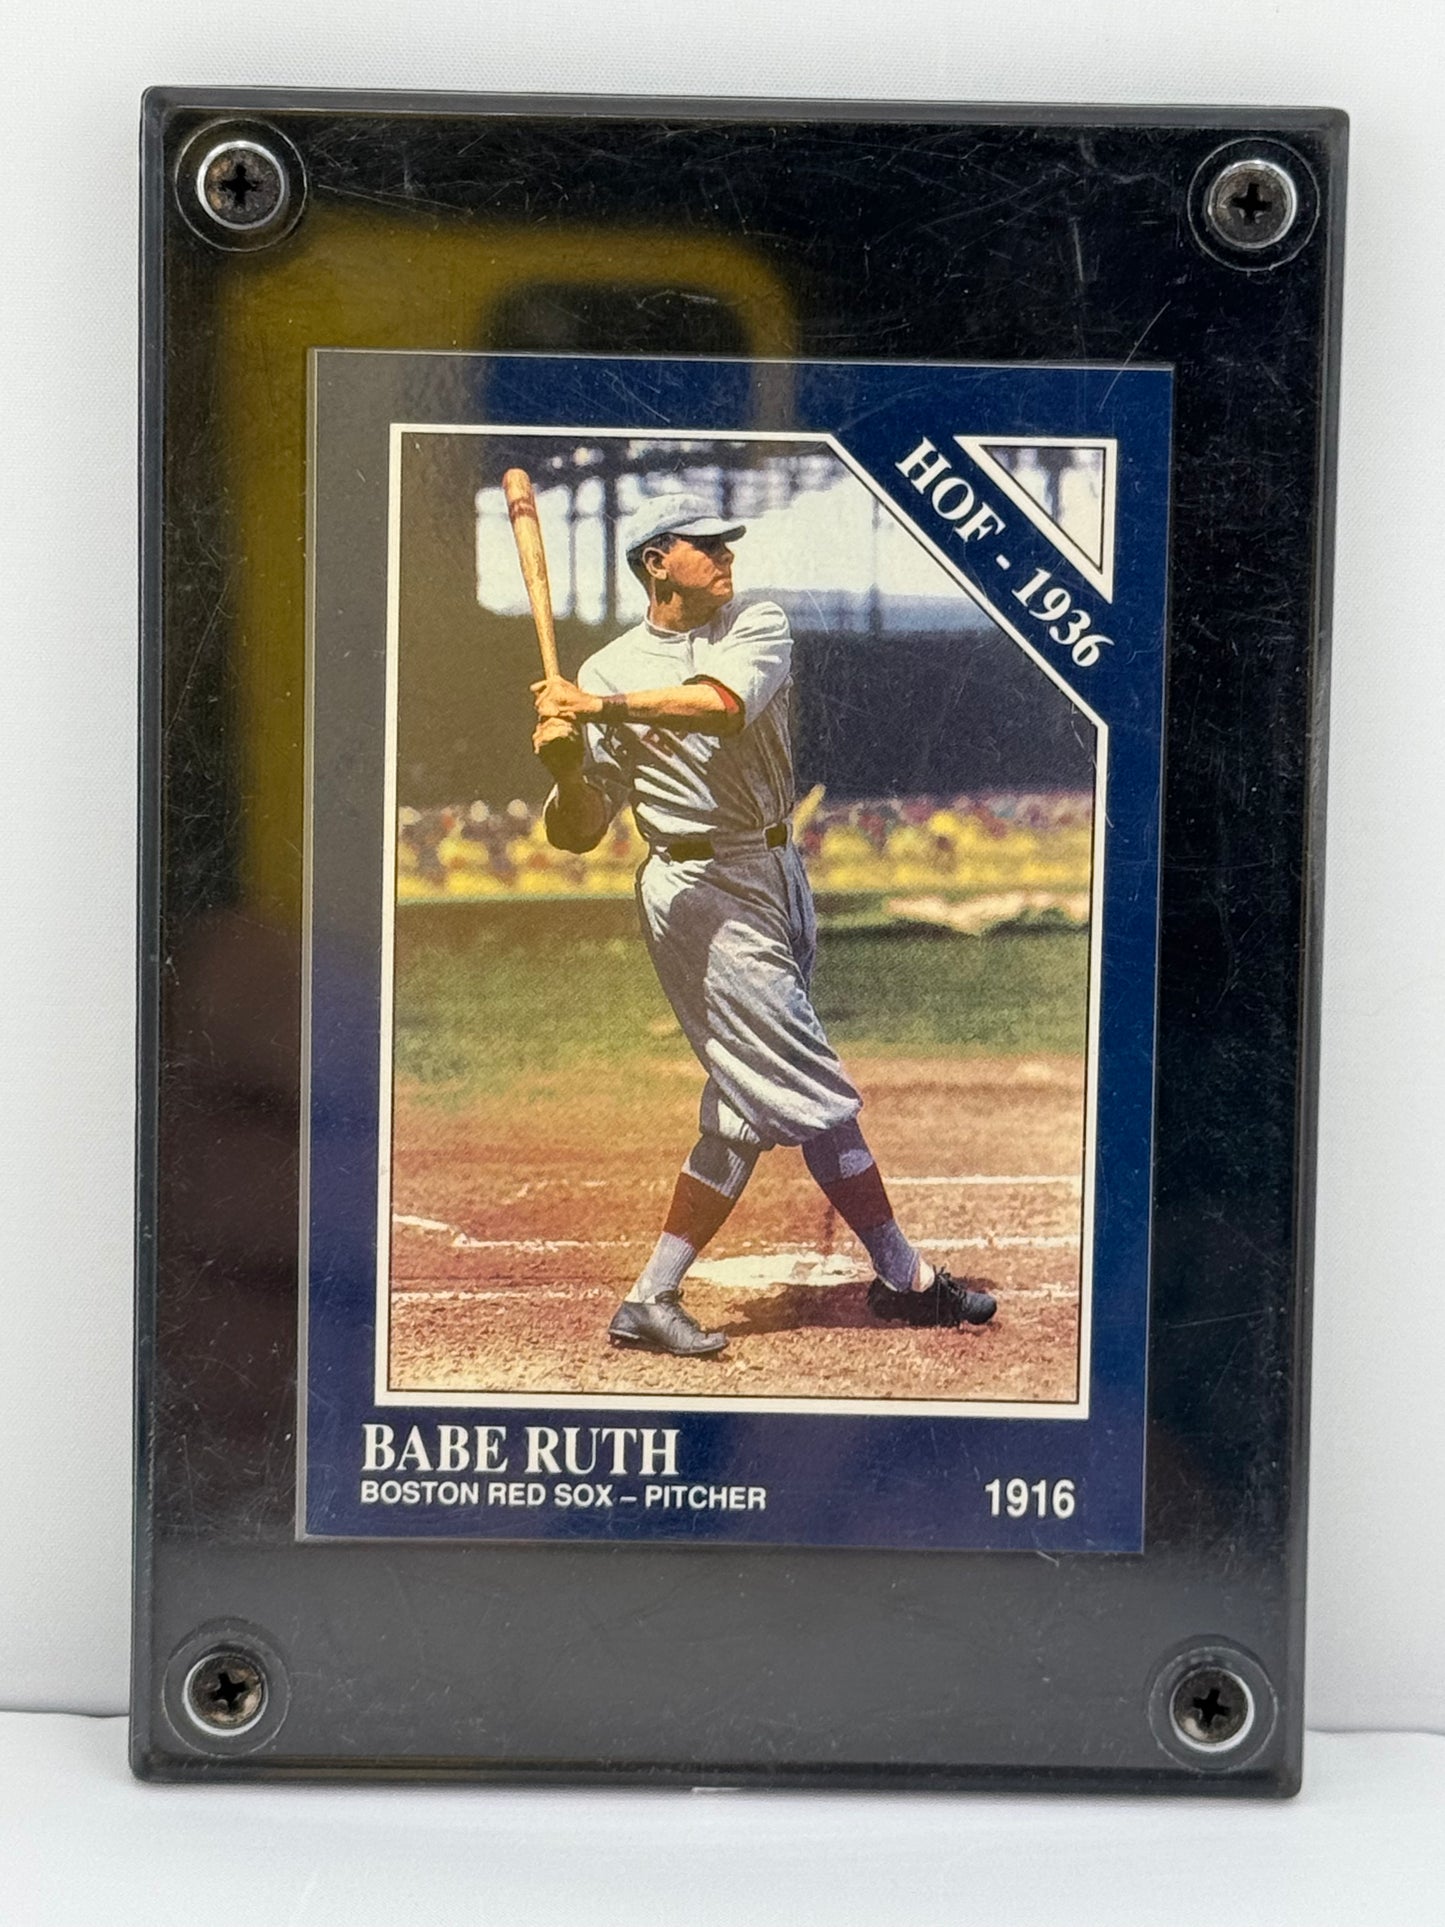 HOF - 1936
BABE RUTH
BOSTON RED SOX – PITCHER
1916